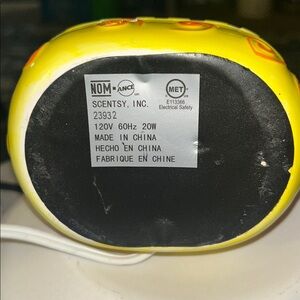 NOM ANCE MET
E113366
SCENTSY, INC. Electrical Safety
23932
120V 60Hz 20W
MADE IN CHINA
HECHO EN CHINA
FABRIQUE EN CHINE